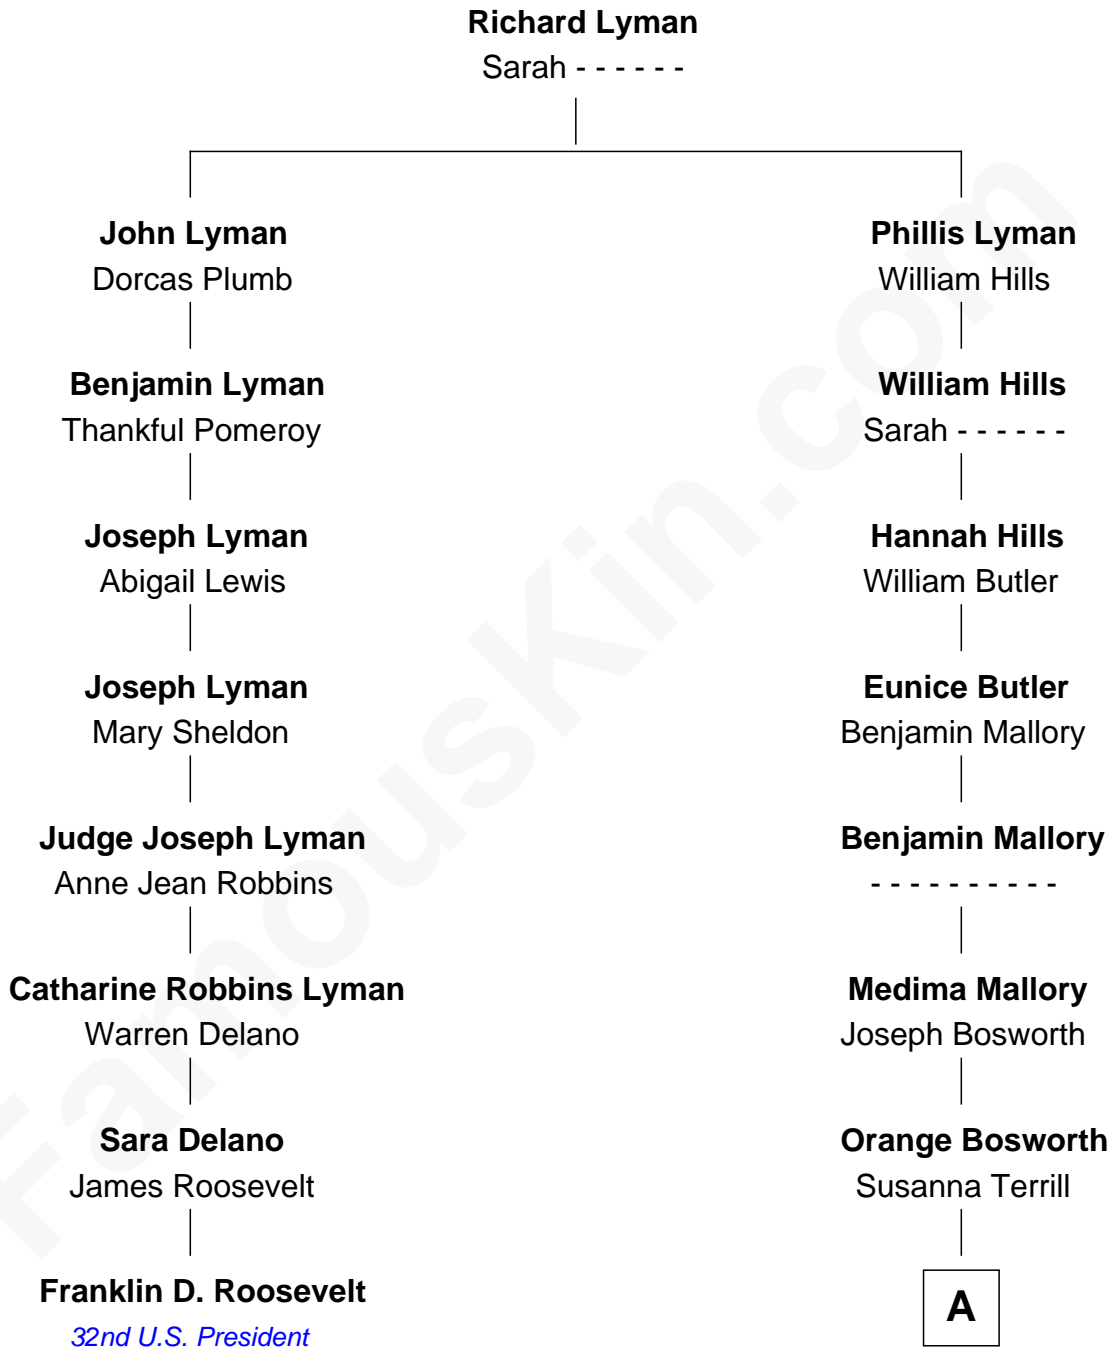 Richard Lyman
Sarah - - - - - -
John Lyman
Dorcas Plumb
Phillis Lyman
William Hills
Benjamin Lyman
Thankful Pomeroy
William Hills
Sarah - - - - - -
Joseph Lyman
Abigail Lewis
Hannah Hills
William Butler
Joseph Lyman
Mary Sheldon
Eunice Butler
Benjamin Mallory
Judge Joseph Lyman
Anne Jean Robbins
Benjamin Mallory
- - - - - - - - - -
Catharine Robbins Lyman
Warren Delano
Medima Mallory
Joseph Bosworth
Sara Delano
James Roosevelt
Orange Bosworth
Susanna Terrill
Franklin D. Roosevelt
32nd U.S. President
A
FamousKin.com